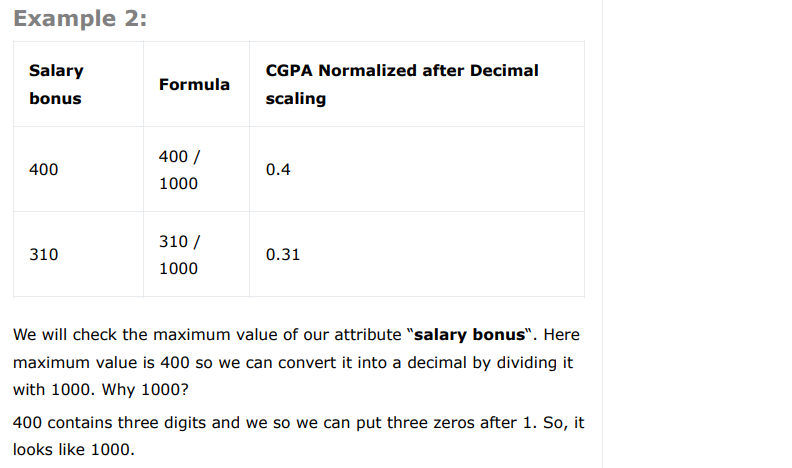 Example 2:
Salary
bonus
Formula
CGPA Normalized after Decimal
scaling
400
400 /
1000
0.4
310
310 /
1000
0.31
We will check the maximum value of our attribute “salary bonus“. Here
maximum value is 400 so we can convert it into a decimal by dividing it
with 1000. Why 1000?
400 contains three digits and we so we can put three zeros after 1. So, it
looks like 1000.